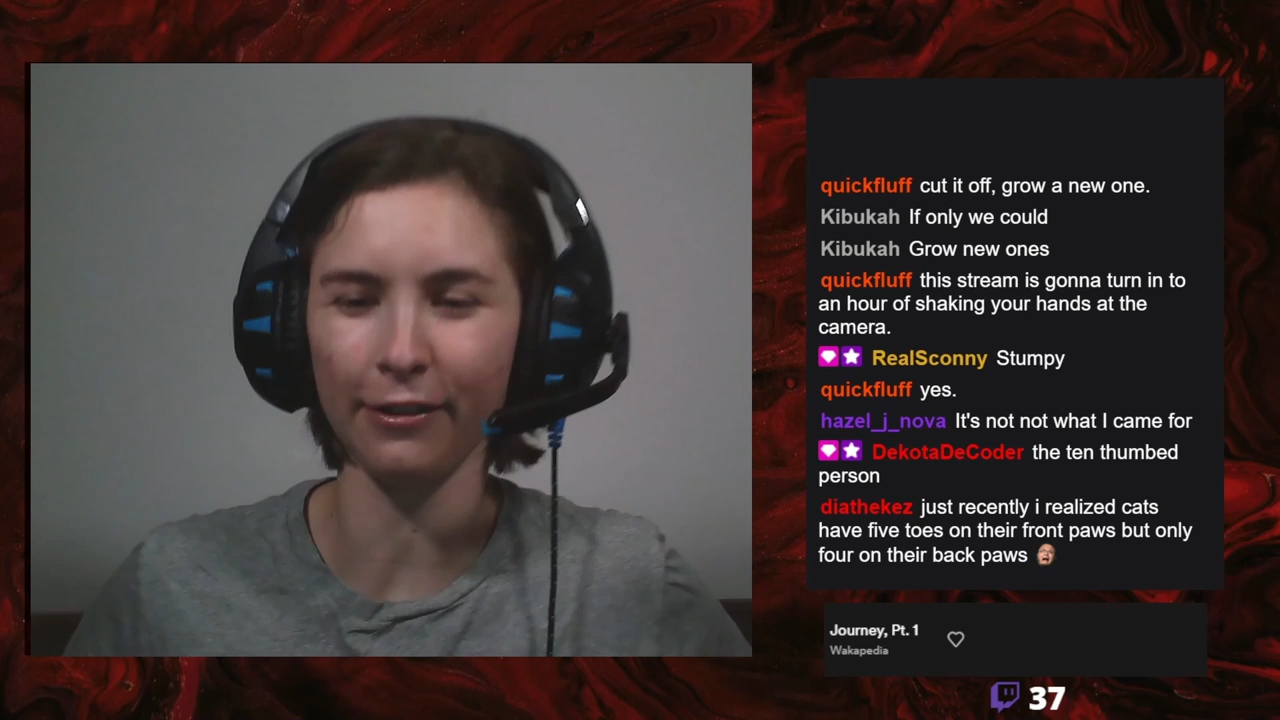 quickfluff cut it off, grow a new one.
Kibukah If only we could
Kibukah Grow new ones
quickfluff this stream is gonna turn in to
an hour of shaking your hands at the
camera.
RealSconny Stumpy
quickfluff yes.
hazel_j_nova It's not not what I came for
DekotaDeCoder the ten thumbed
person
diathekez just recently i realized cats
have five toes on their front paws but only
four on their back paws
Journey, Pt. 1
Wakapedia
37